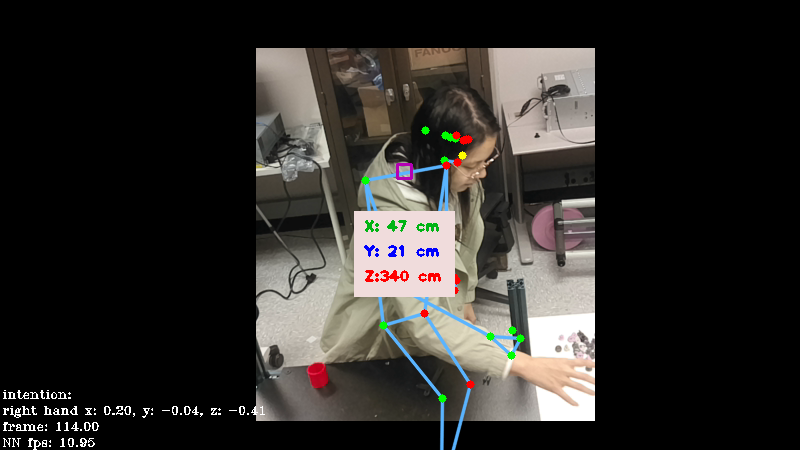 FANUC
X: 47 cm
Y: 21 cm
Z:340 cm
intention:
right hand x: 0.20, y: -0.04, z: -0.41
frame: 114.00
NN fps: 10.95